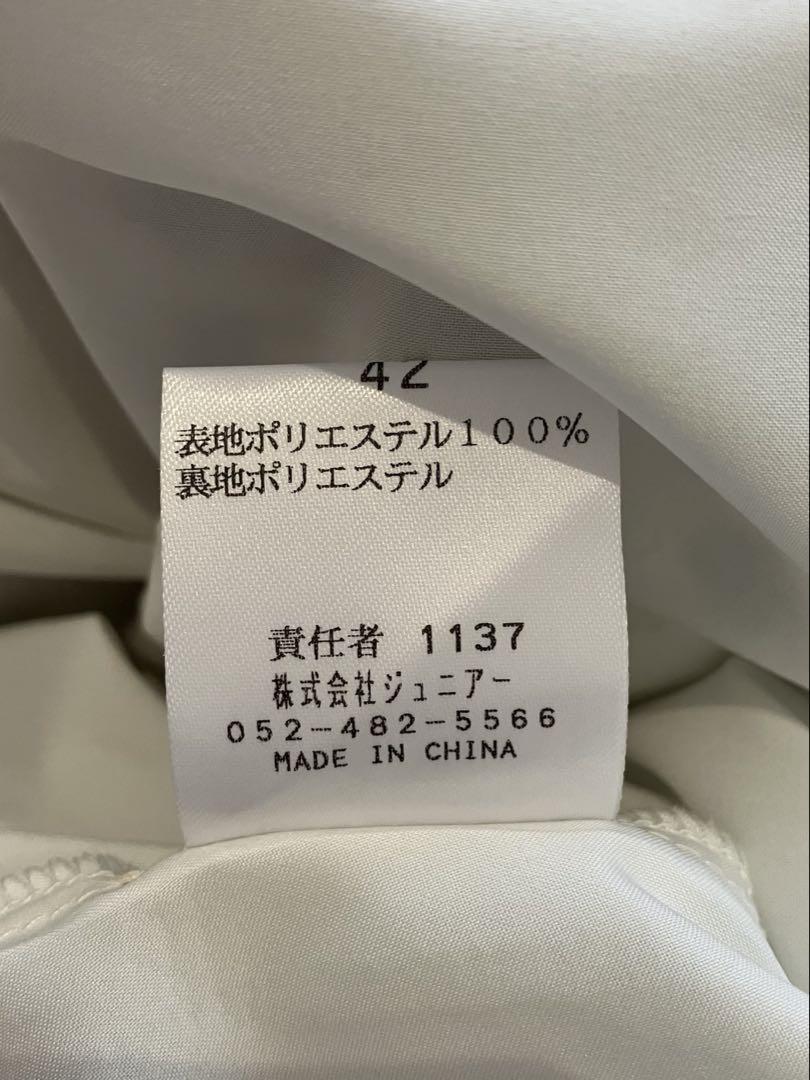 42
表地ポリエステル100%
裏地ポリエステル
責任者 1137
株式会社ジュニアー
052-482-5566
MADE IN CHINA